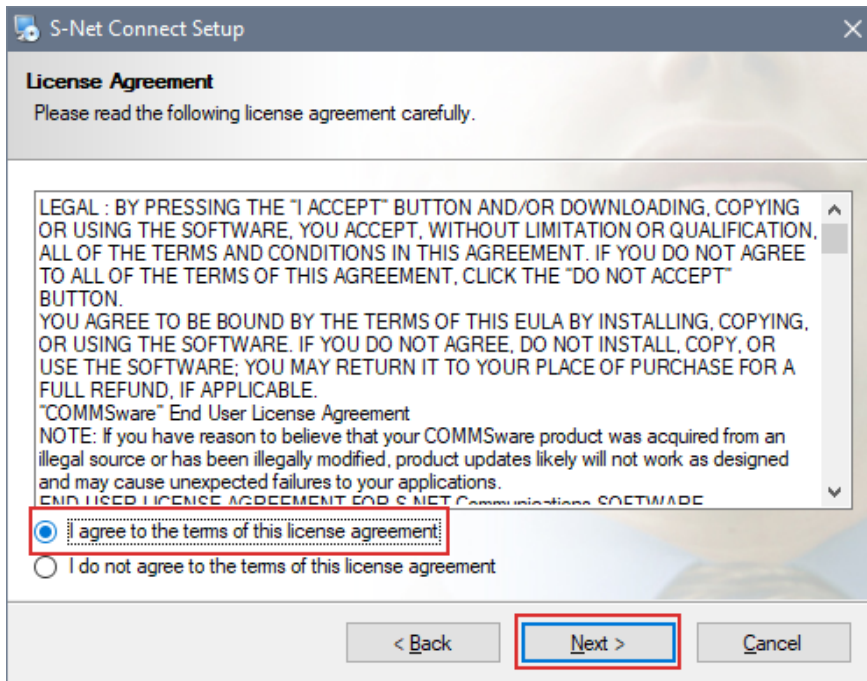 S-Net Connect Setup
License Agreement
Please read the following license agreement carefully.
LEGAL : BY PRESSING THE "I ACCEPT" BUTTON AND/OR DOWNLOADING, COPYING
OR USING THE SOFTWARE, YOU ACCEPT, WITHOUT LIMITATION OR QUALIFICATION,
ALL OF THE TERMS AND CONDITIONS IN THIS AGREEMENT. IF YOU DO NOT AGREE
TO ALL OF THE TERMS OF THIS AGREEMENT, CLICK THE "DO NOT ACCEPT"
BUTTON.
YOU AGREE TO BE BOUND BY THE TERMS OF THIS EULA BY INSTALLING, COPYING,
OR USING THE SOFTWARE. IF YOU DO NOT AGREE, DO NOT INSTALL, COPY, OR
USE THE SOFTWARE; YOU MAY RETURN IT TO YOUR PLACE OF PURCHASE FOR A
FULL REFUND, IF APPLICABLE.
"COMMSware" End User License Agreement
NOTE: If you have reason to believe that your COMMSware product was acquired from an
illegal source or has been illegally modified, product updates likely will not work as designed
and may cause unexpected failures to your applications.
END USER LICENSE AGREEMENT FOR S-NET Communications SOFTWARE
I agree to the terms of this license agreement
I do not agree to the terms of this license agreement
< Back
Next >
Cancel